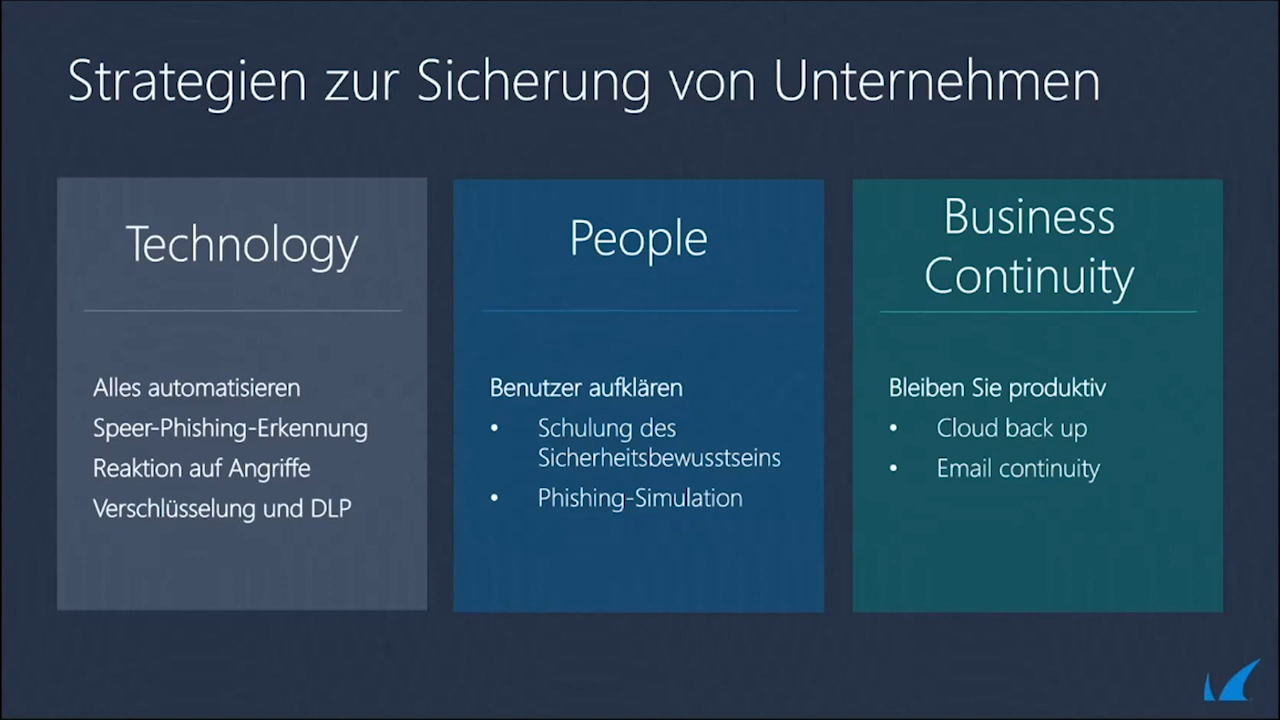 Strategien zur Sicherung von Unternehmen
Technology
Alles automatisieren
Speer-Phishing-Erkennung
Reaktion auf Angriffe
Verschlüsselung und DLP
People
Benutzer aufklären
• Schulung des
Sicherheitsbewusstseins
• Phishing-Simulation
Business
Continuity
Bleiben Sie produktiv
• Cloud back up
• Email continuity